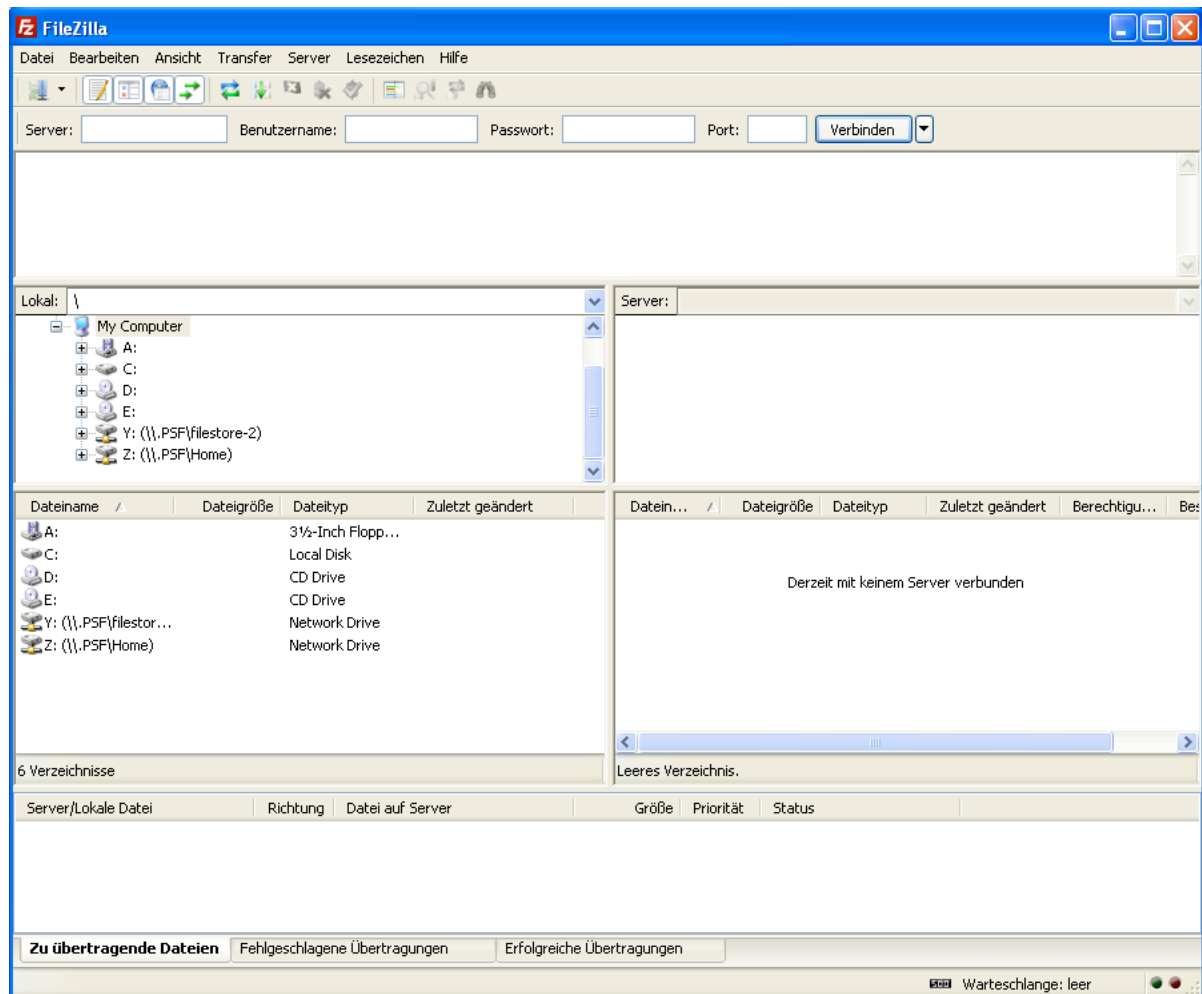 FileZilla
Datei Bearbeiten Ansicht Transfer Server Lesezeichen Hilfe
Server: Benutzername: Passwort: Port: Verbinden
Lokal: \
Server:
My Computer
A:
C:
D:
E:
Y: (\\.PSF\filestore-2)
Z: (\\.PSF\Home)
Dateiname Dateigröße Dateityp Zuletzt geändert
A: 3½-Inch Flopp...
C: Local Disk
D: CD Drive
E: CD Drive
Y: (\\.PSF\filestor... Network Drive
Z: (\\.PSF\Home) Network Drive
6 Verzeichnisse
Datein... Dateigröße Dateityp Zuletzt geändert Berechtigu... Bes
Derzeit mit keinem Server verbunden
Leeres Verzeichnis.
Server/Lokale Datei Richtung Datei auf Server Größe Priorität Status
Zu übertragende Dateien Fehlgeschlagene Übertragungen Erfolgreiche Übertragungen
Warteschlange: leer